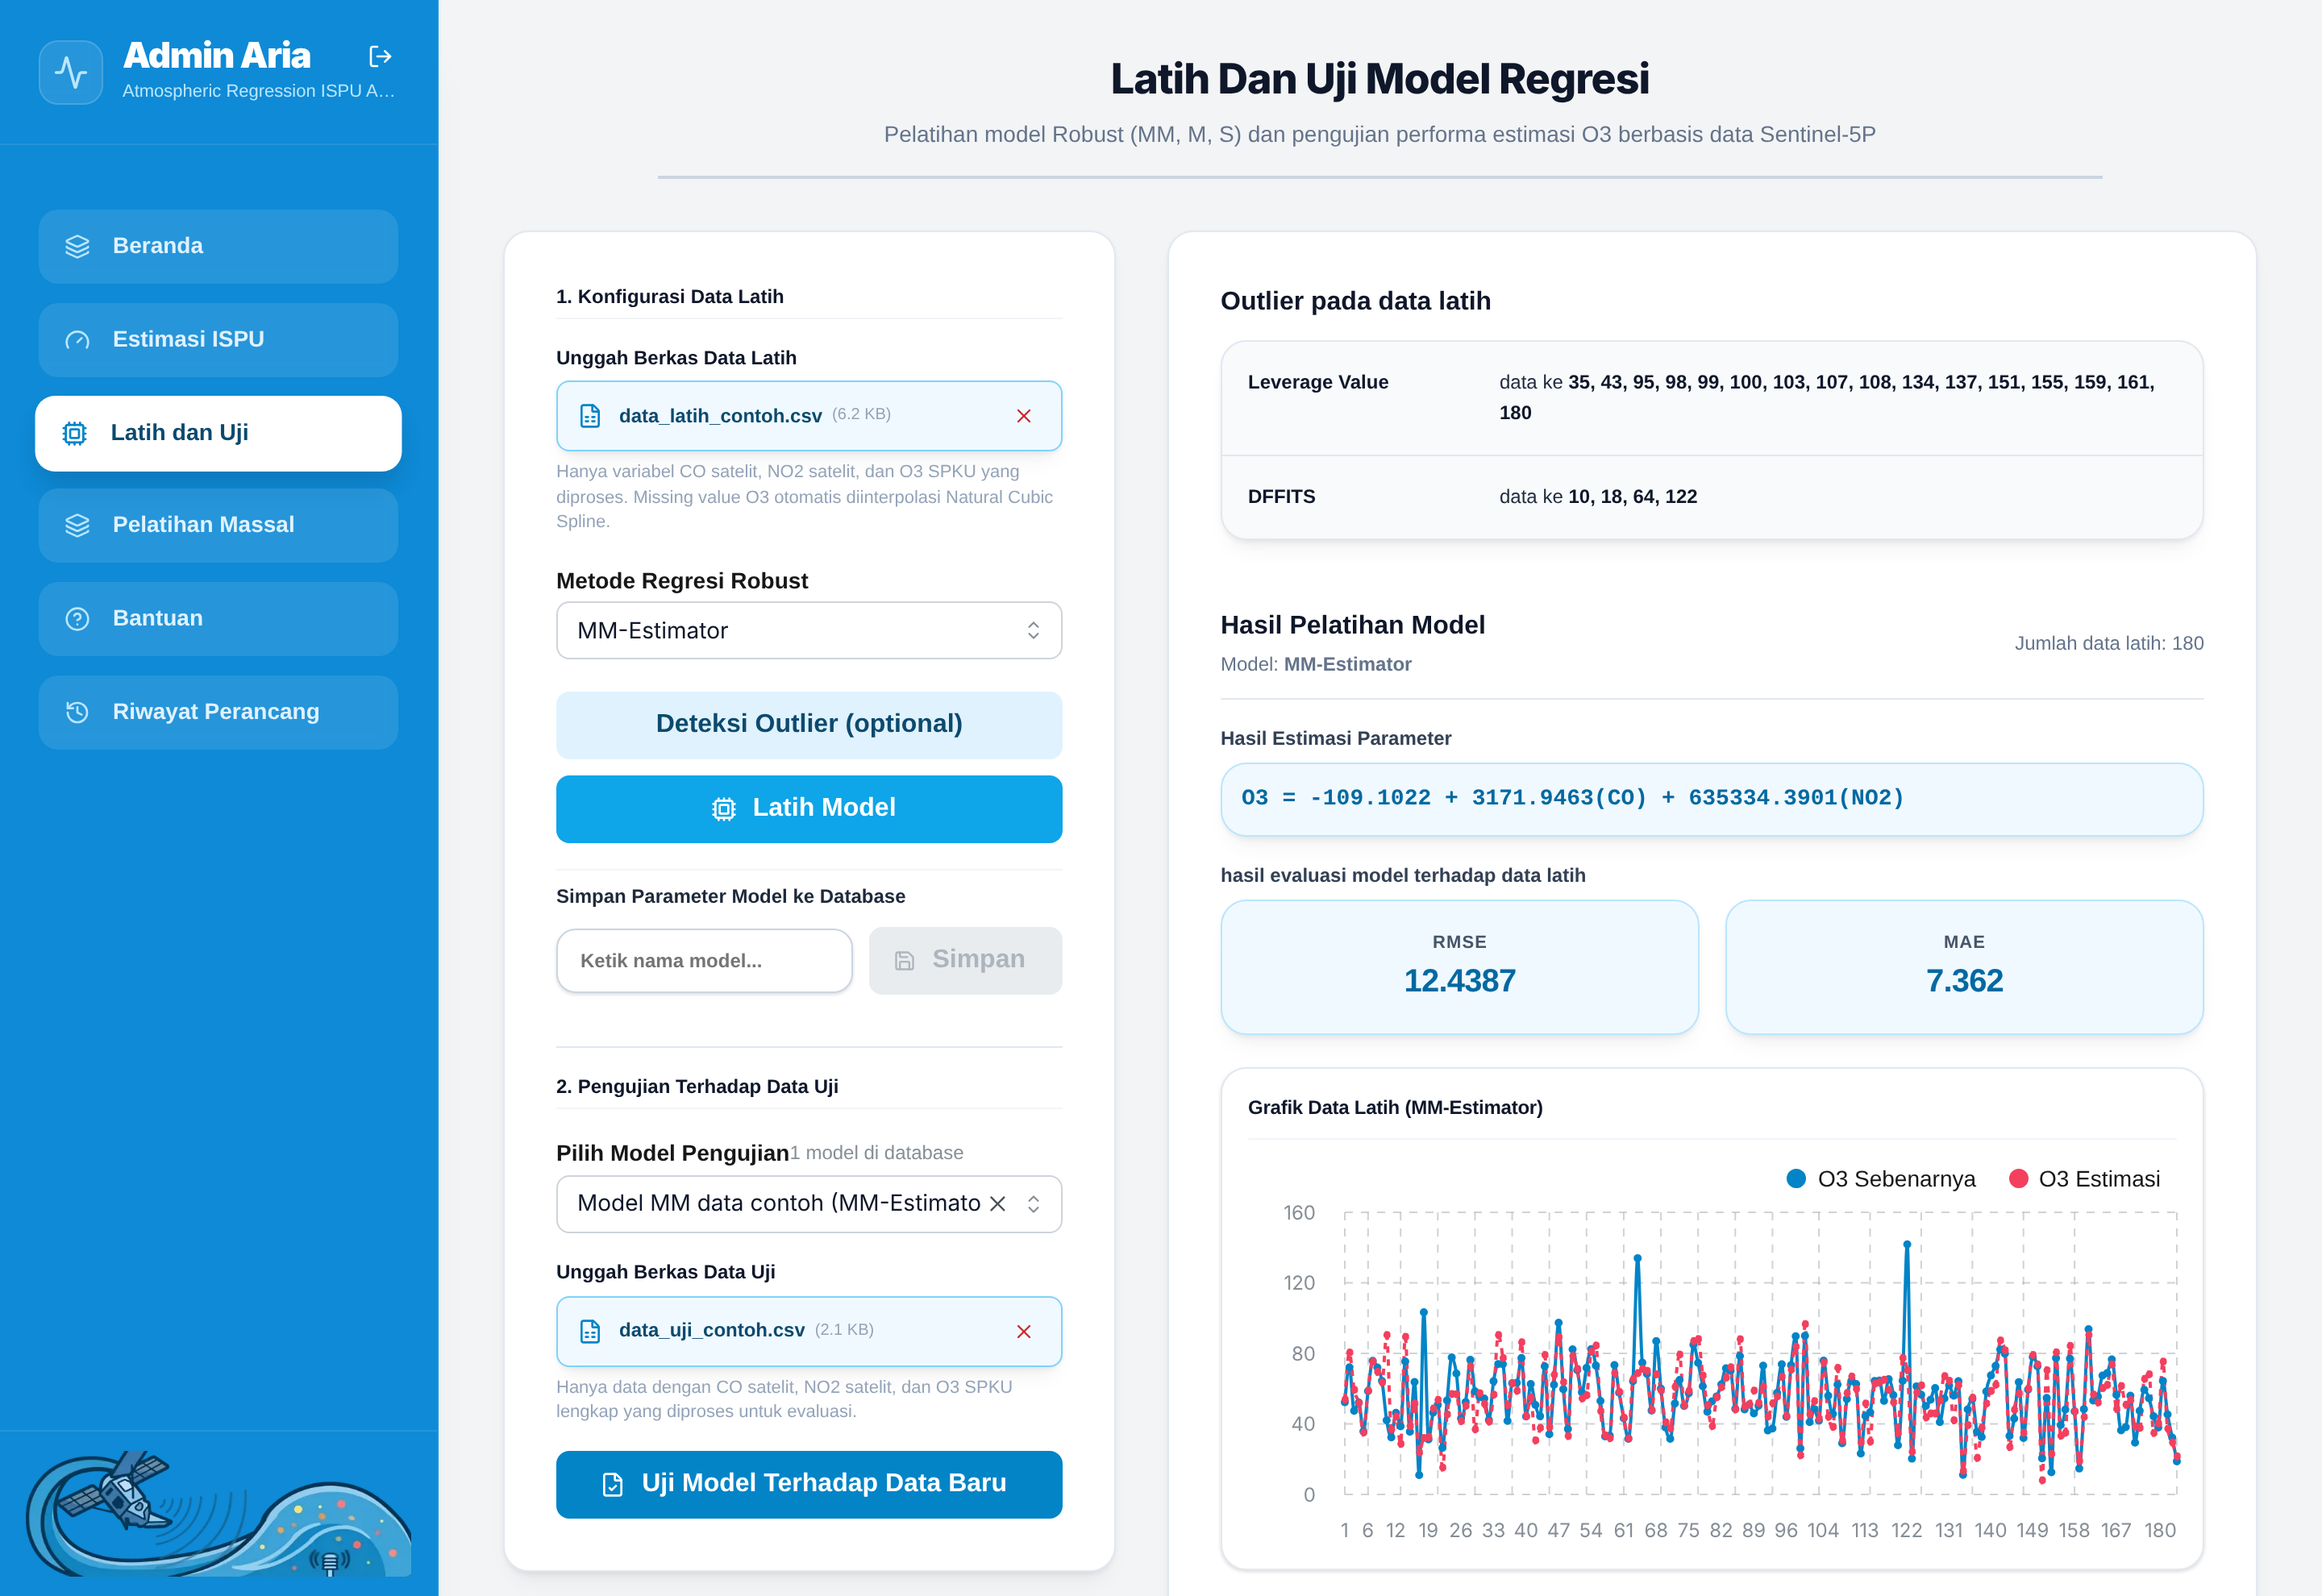 Admin Aria
Atmospheric Regression ISPU A...
Beranda
Estimasi ISPU
Latih dan Uji
Pelatihan Massal
Bantuan
Riwayat Perancang
Latih Dan Uji Model Regresi
Pelatihan model Robust (MM, M, S) dan pengujian performa estimasi O3 berbasis data Sentinel-5P
1. Konfigurasi Data Latih
Unggah Berkas Data Latih
data_latih_contoh.csv (6.2 KB)
Hanya variabel CO satelit, NO2 satelit, dan O3 SPKU yang
diproses. Missing value O3 otomatis diinterpolasi Natural Cubic
Spline.
Metode Regresi Robust
MM-Estimator
Deteksi Outlier (optional)
Latih Model
Simpan Parameter Model ke Database
Ketik nama model...
Simpan
2. Pengujian Terhadap Data Uji
Pilih Model Pengujian1 model di database
Model MM data contoh (MM-Estimato
Unggah Berkas Data Uji
data_uji_contoh.csv (2.1 KB)
Hanya data dengan CO satelit, NO2 satelit, dan O3 SPKU
lengkap yang diproses untuk evaluasi.
Uji Model Terhadap Data Baru
Outlier pada data latih
Leverage Value data ke 35, 43, 95, 98, 99, 100, 103, 107, 108, 134, 137, 151, 155, 159, 161,
180
DFFITS data ke 10, 18, 64, 122
Hasil Pelatihan Model
Model: MM-Estimator
Jumlah data latih: 180
Hasil Estimasi Parameter
O3 = -109.1022 + 3171.9463(CO) + 635334.3901(NO2)
hasil evaluasi model terhadap data latih
RMSE
12.4387
MAE
7.362
Grafik Data Latih (MM-Estimator)
O3 Sebenarnya O3 Estimasi
160
120
80
40
0
1 6 12 19 26 33 40 47 54 61 68 75 82 89 96 104 113 122 131 140 149 158 167 180